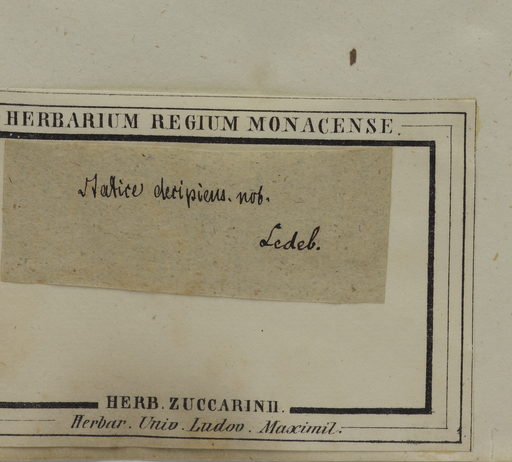 HERBARIUM REGIUM MONACENSE.
Statice decipiens. nob.
Ledeb.
HERB. ZUCCARINII.
Herbar. Univ. Ludov. Maximil.